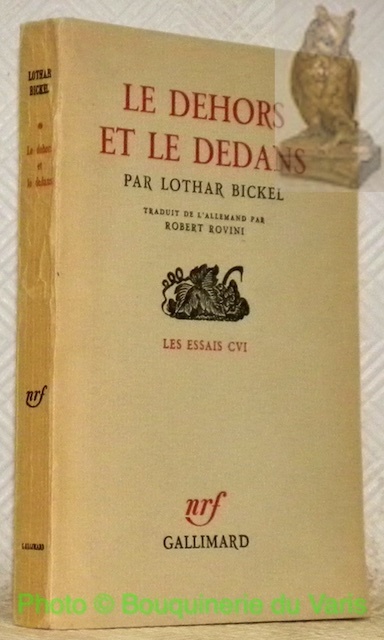 LOTHAR
BICKEL
Le dehors
et
le dedans
nrf
GALLIMARD
LE DEHORS
ET LE DEDANS
PAR LOTHAR BICKEL
TRADUIT DE L'ALLEMAND PAR
ROBERT ROVINI
LES ESSAIS CVI
nrf
GALLIMARD
Photo © Bouquinerie du Varis